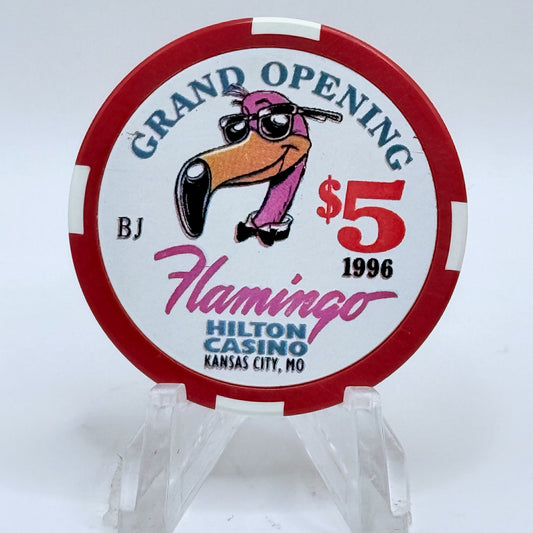 GRAND OPENING
$5
BJ
1996
Flamingo
HILTON
CASINO
KANSAS CITY, MO